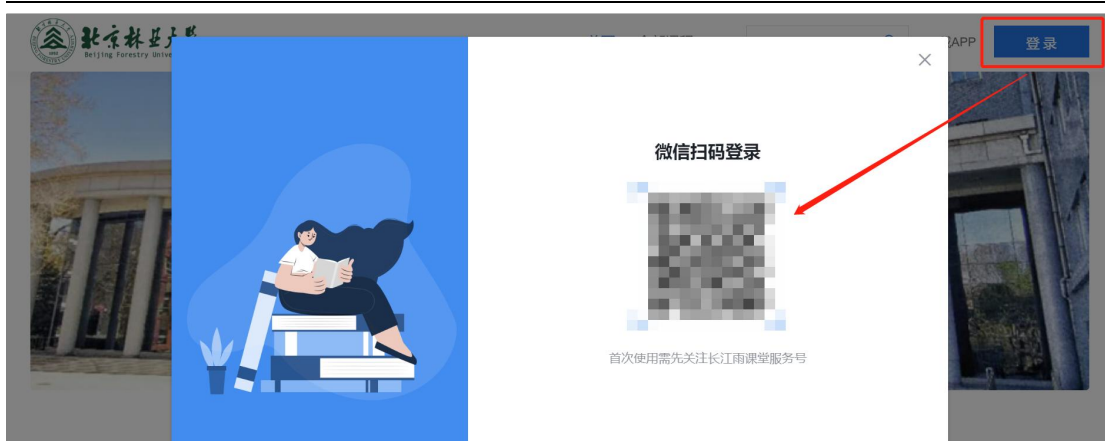 北京林业大学
Beijing Forestry Unive
APP
登录
微信扫码登录
首次使用需先关注长江雨课堂服务号